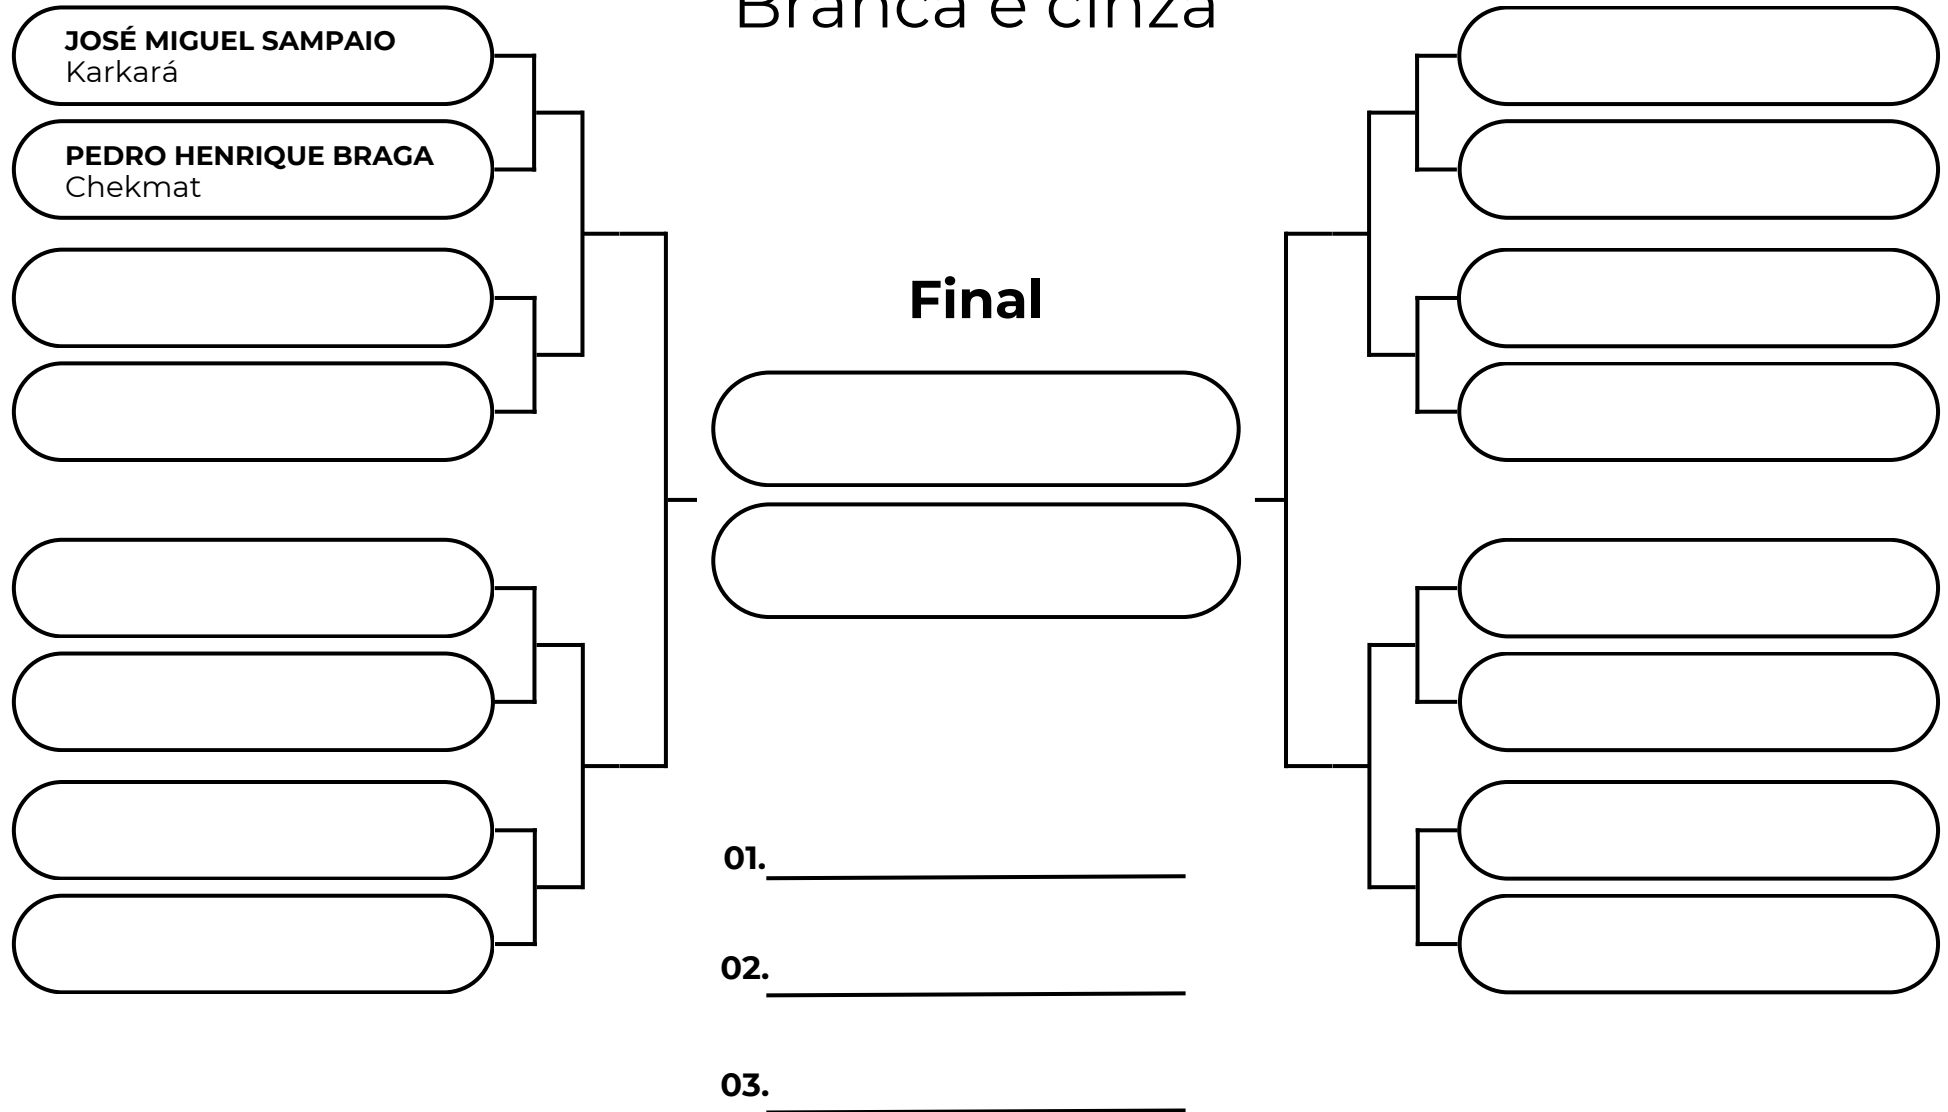 Branca e cinza
JOSÉ MIGUEL SAMPAIO
Karkará
PEDRO HENRIQUE BRAGA
Chekmat
Final
01.
02.
03.